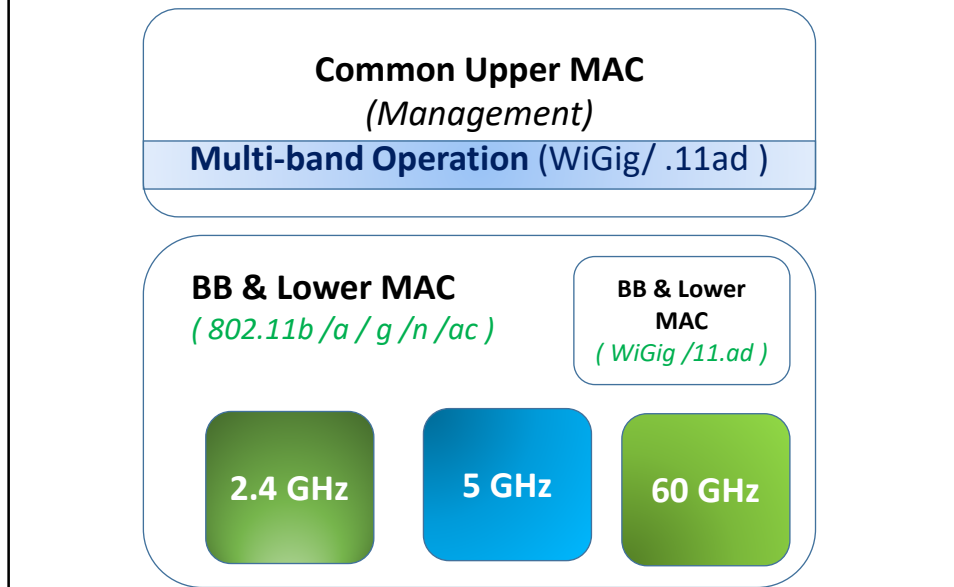 Common Upper MAC
(Management)
Multi-band Operation (WiGig/ .11ad )
BB & Lower MAC
( 802.11b /a / g /n /ac )
BB & Lower
MAC
( WiGig /11.ad )
2.4 GHz
5 GHz
60 GHz